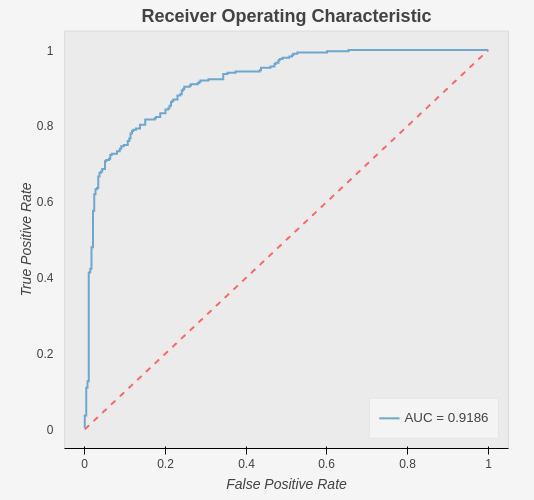 Receiver Operating Characteristic
True Positive Rate
1
0.8
0.6
0.4
0.2
0
AUC = 0.9186
0 0.2 0.4 0.6 0.8 1
False Positive Rate